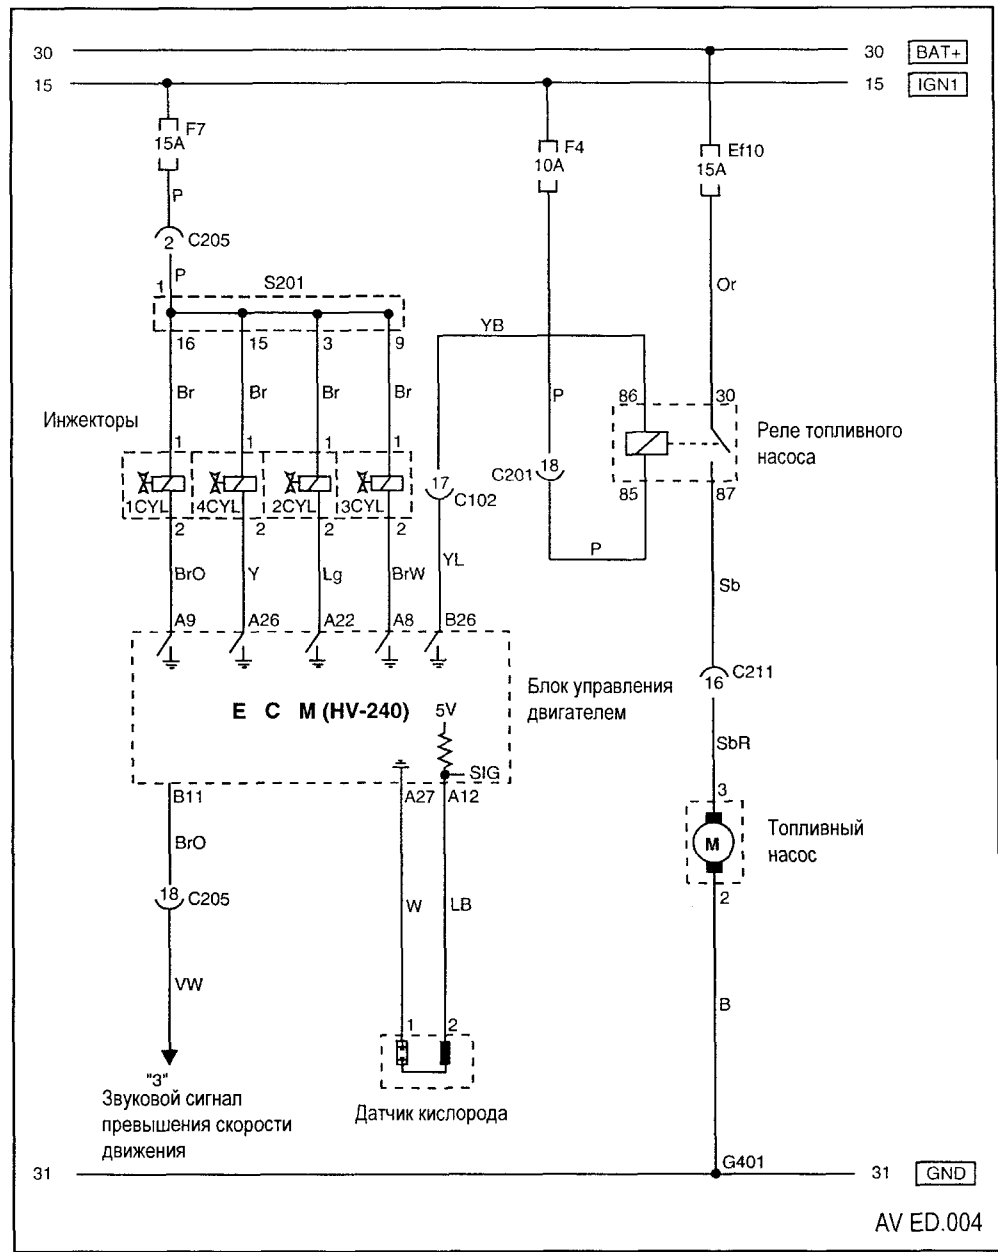 30 30 BAT+
15 15 IGN1
F7
15A
F4
10A
Ef10
15A
P
2 C205
P
1 S201
Or
16 15 3 9
YB
Br Br Br Br
P
86 30
Инжекторы
Реле топливного
насоса
1 1 1 1
18
C201
17
C102
85 87
1CYL 4CYL 2CYL 3CYL
2 2 2 2
P
BrO Y Lg BrW YL
Sb
A9 A26 A22 A8 B26
C211
16
Блок управления
двигателем
E C M (HV-240) 5V
SIG
SbR
B11 A27 A12
3
BrO
M
Топливный
насос
18 C205
W LB
2
VW
B
1 2
"3"
Звуковой сигнал
превышения скорости
движения
Датчик кислорода
G401
31 31 GND
AV ED.004